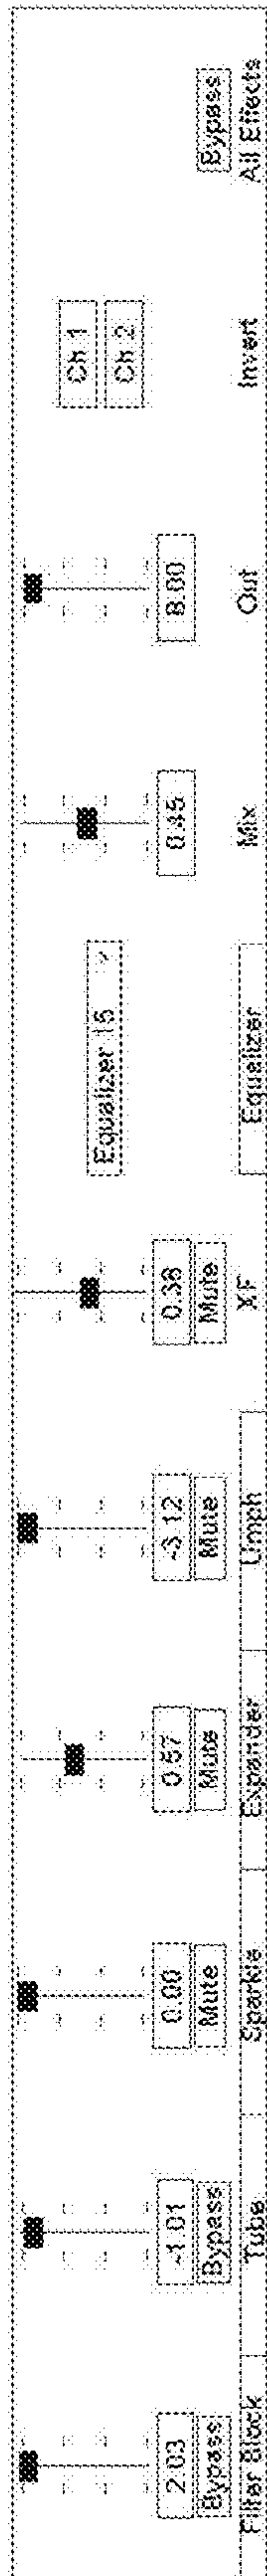 2.03
Bypass
Filter Block
-1.01
Bypass
Tube
0.00
Mute
Sparkle
0.57
Mute
Expander
-3.12
Mute
Umph
0.38
Mute
XF
Equalizer 15 v
Equalizer
0.45
Mix
8.00
Out
Ch 1
Ch 2
Invert
Bypass
All Effects